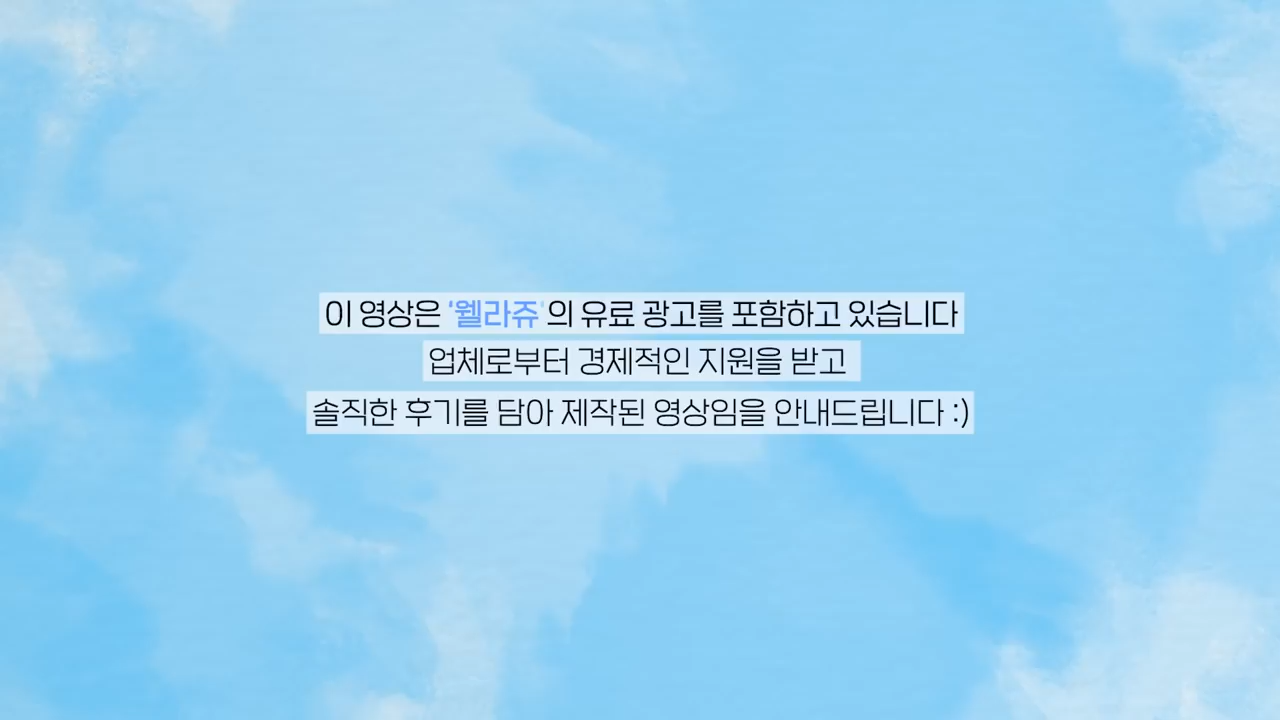 이 영상은 '웰라쥬'의 유료 광고를 포함하고 있습니다
업체로부터 경제적인 지원을 받고
솔직한 후기를 담아 제작된 영상임을 안내드립니다 :)